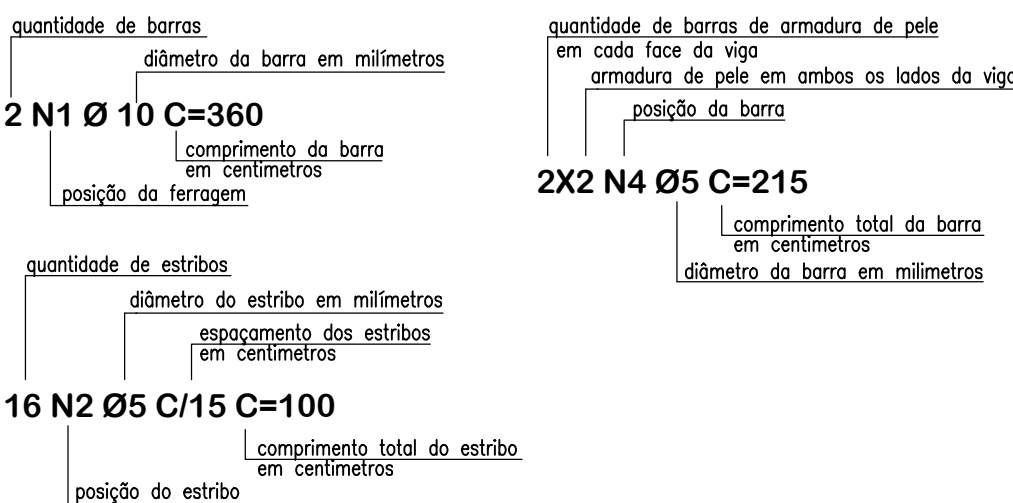 quantidade de barras
diâmetro da barra em milímetros
2 N1 Ø 10 C=360
comprimento da barra
em centimetros
posição da ferragem
quantidade de barras de armadura de pele
em cada face da viga
armadura de pele em ambos os lados da viga
posição da barra
2X2 N4 Ø5 C=215
comprimento total da barra
em centimetros
diâmetro da barra em milimetros
quantidade de estribos
diâmetro do estribo em milímetros
espaçamento dos estribos
em centimetros
16 N2 Ø5 C/15 C=100
comprimento total do estribo
em centimetros
posição do estribo